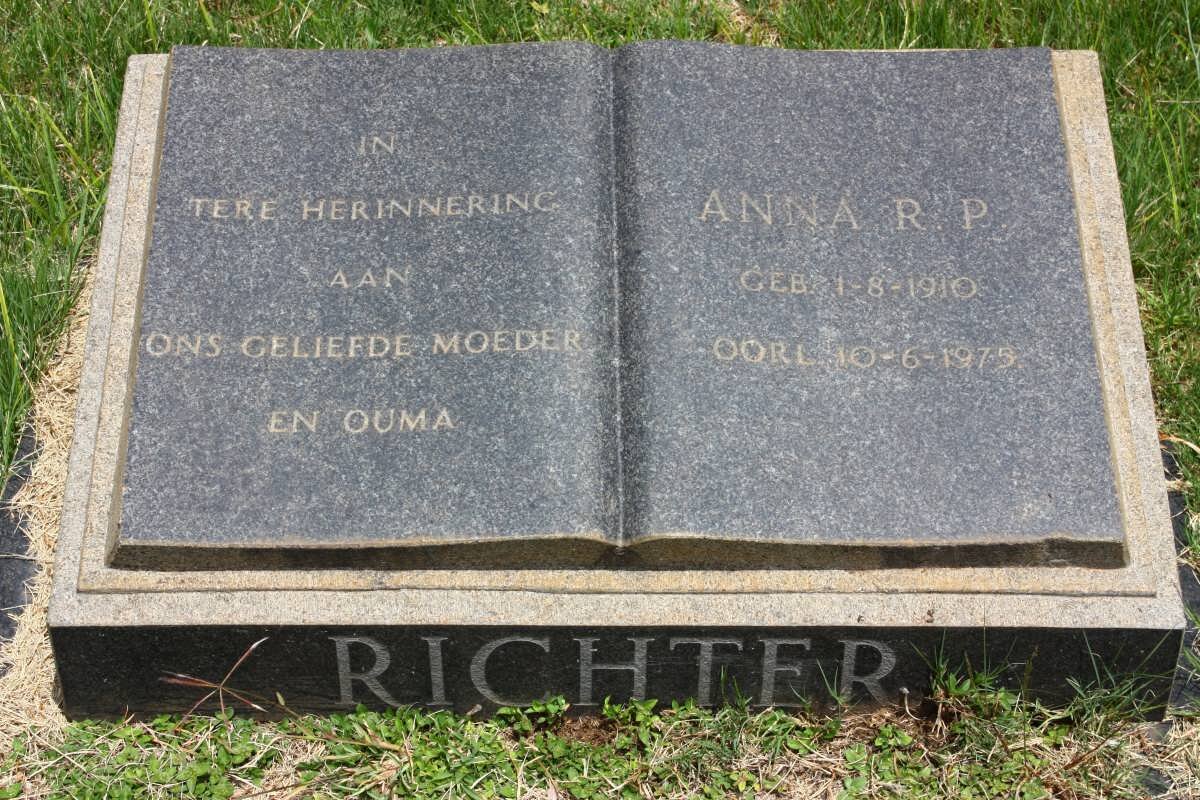 IN
TERE HERINNERING
AAN
ONS GELIEFDE MOEDER
EN OUMA
ANNA R. P.
GEB. 1-8-1910.
OORL. 10-6-1975.
RICHTER